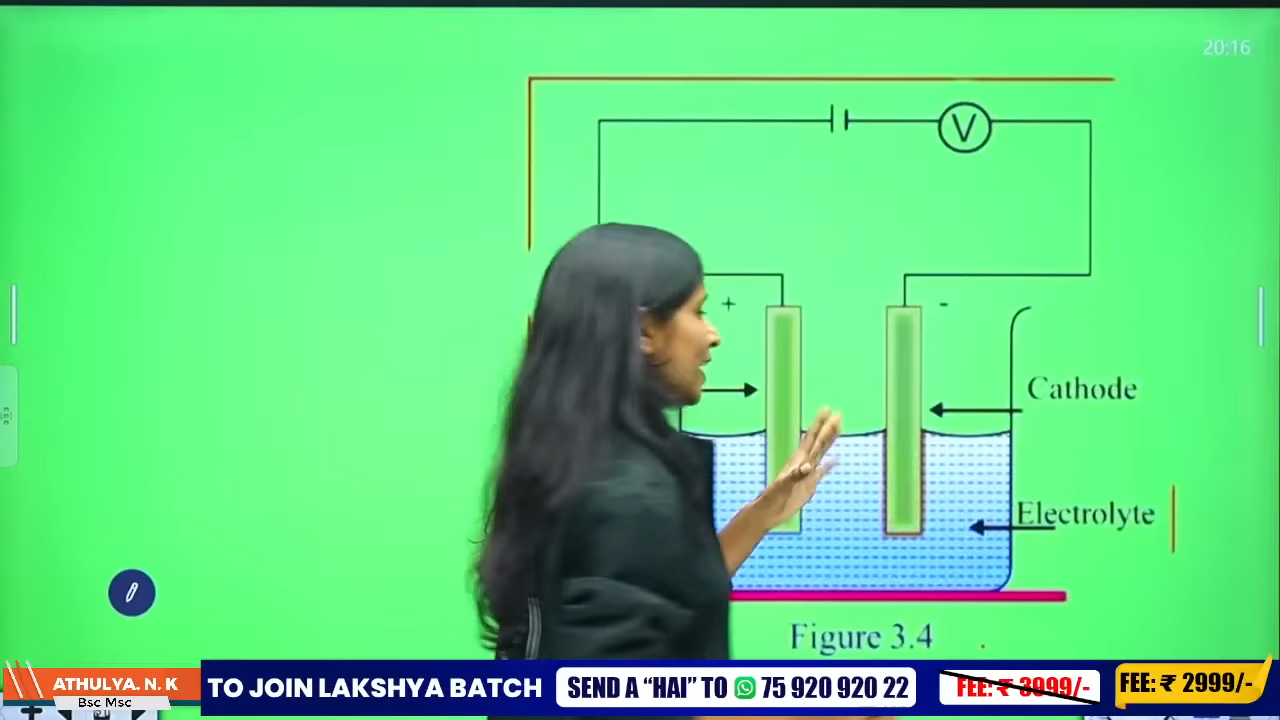 20:16
V
+ -
Cathode
Electrolyte
Figure 3.4
ATHULYA. N. K
Bsc Msc
TO JOIN LAKSHYA BATCH
SEND A “HAI” TO 75 920 920 22
FEE: ₹ 3999/-
FEE: ₹ 2999/-